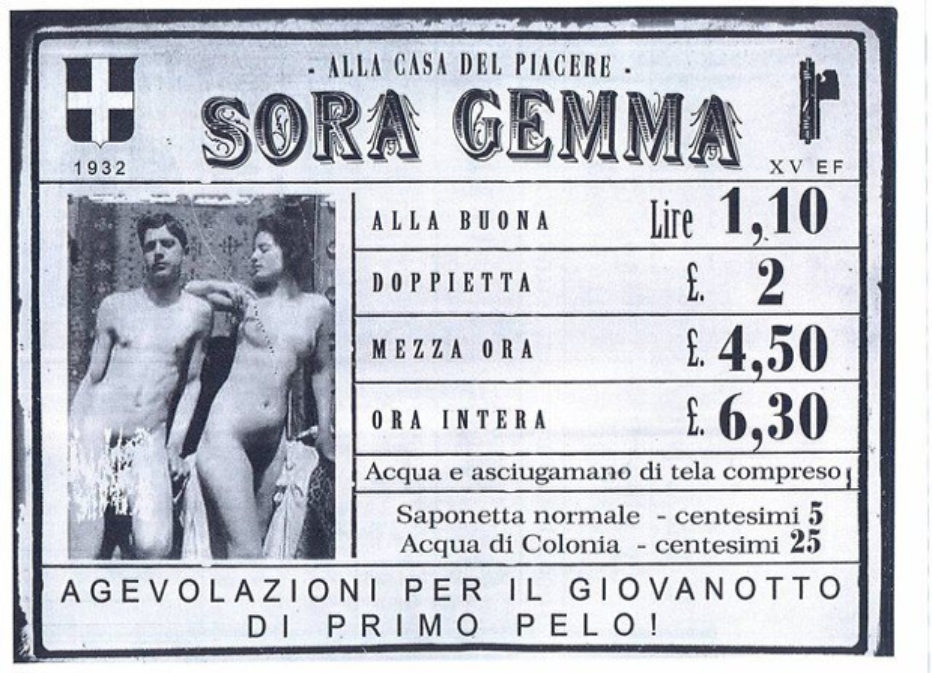 - ALLA CASA DEL PIACERE -
SORA GEMMA
1932
XV EF
ALLA BUONA Lire 1,10
DOPPIETTA £. 2
MEZZA ORA £. 4,50
ORA INTERA £. 6,30
Acqua e asciugamano di tela compreso
Saponetta normale - centesimi 5
Acqua di Colonia - centesimi 25
AGEVOLAZIONI PER IL GIOVANOTTO
DI PRIMO PELO!